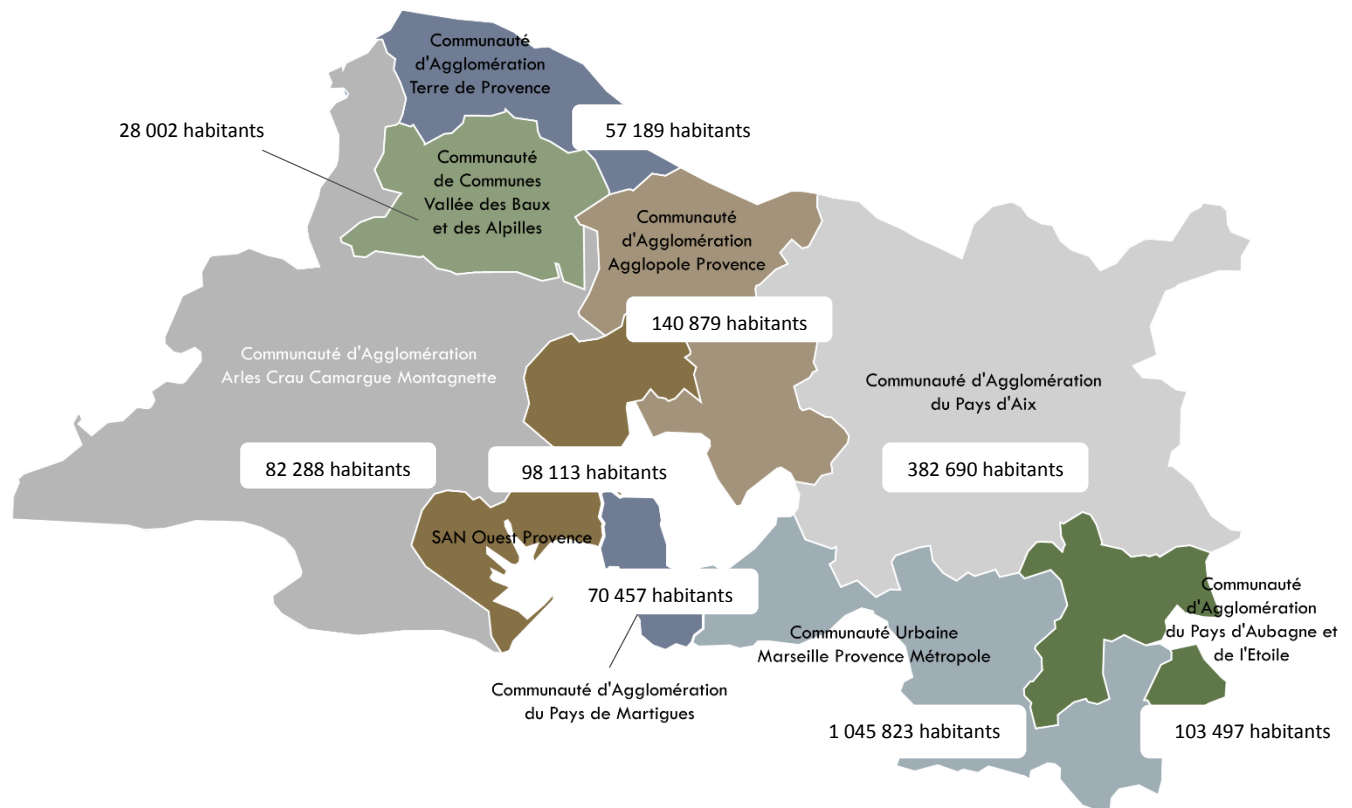 Communauté
d'Agglomération
Terre de Provence
28 002 habitants
57 189 habitants
Communauté
de Communes
Vallée des Baux
et des Alpilles
Communauté
d'Agglomération
Agglopole Provence
140 879 habitants
Communauté d'Agglomération
Arles Crau Camargue Montagnette
Communauté d'Agglomération
du Pays d'Aix
82 288 habitants
98 113 habitants
382 690 habitants
SAN Ouest Provence
70 457 habitants
Communauté
d'Agglomération
du Pays d'Aubagne et
de l'Etoile
Communauté Urbaine
Marseille Provence Métropole
Communauté d'Agglomération
du Pays de Martigues
1 045 823 habitants
103 497 habitants